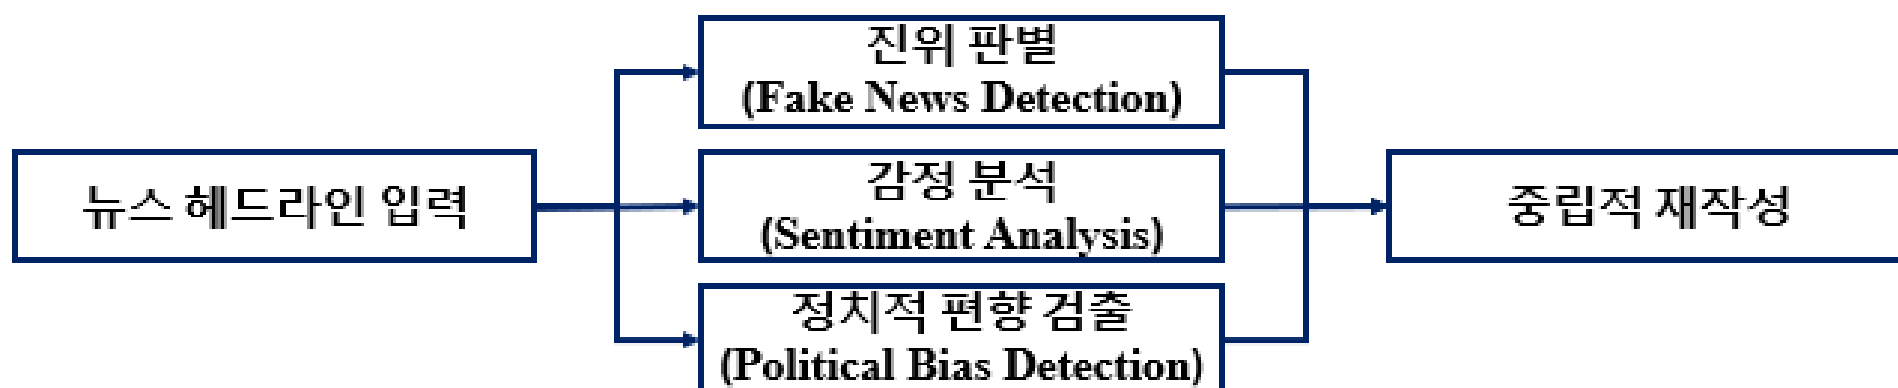 뉴스 헤드라인 입력
진위 판별
(Fake News Detection)
감정 분석
(Sentiment Analysis)
정치적 편향 검출
(Political Bias Detection)
중립적 재작성